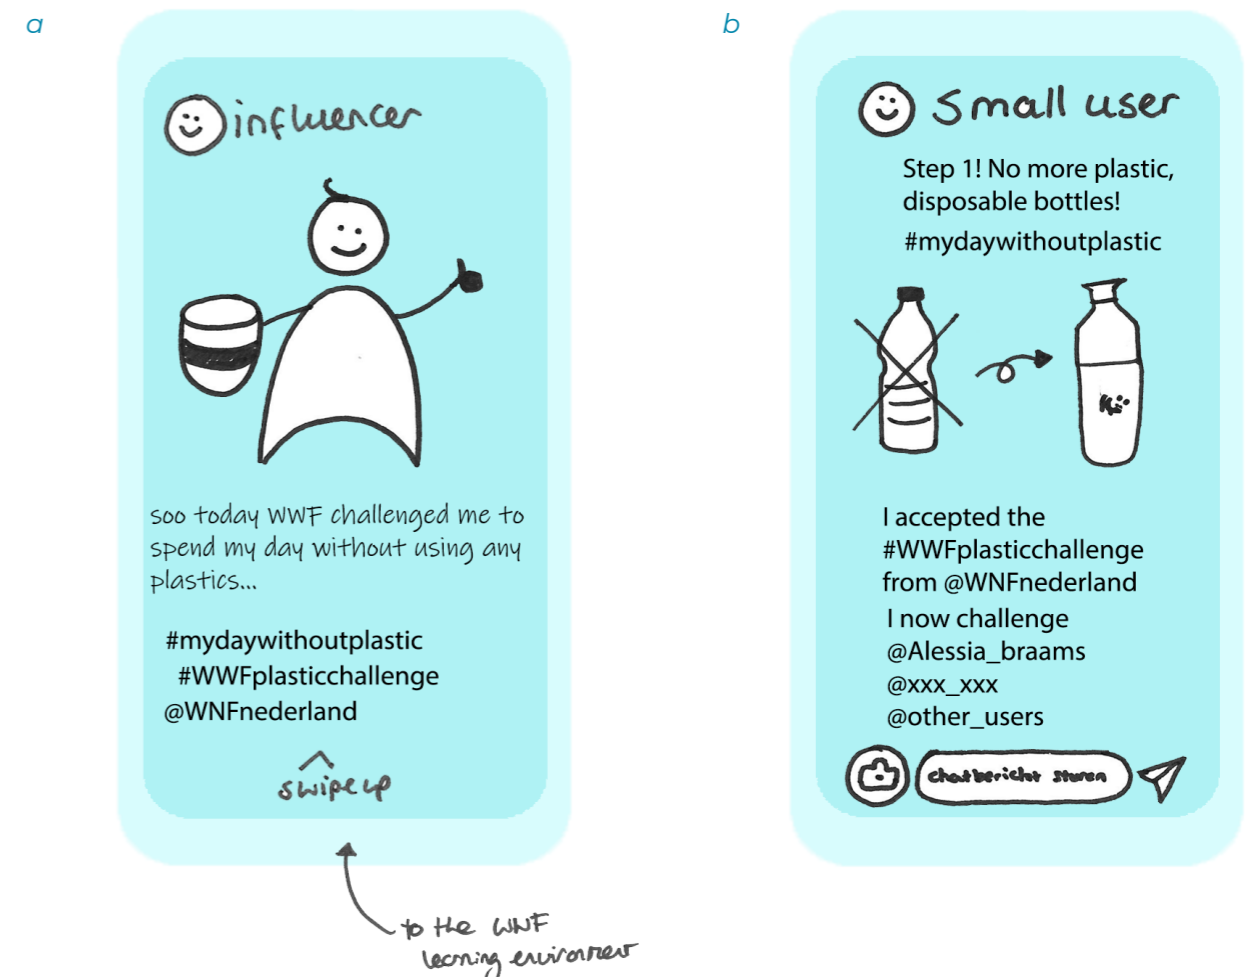 a
influencer
soo today WWF challenged me to
spend my day without using any
plastics...
#mydaywithoutplastic
#WWFplasticchallenge
@WNFnederland
swipe up
to the WNF
learning environment
b
small user
Step 1! No more plastic,
disposable bottles!
#mydaywithoutplastic
I accepted the
#WWFplasticchallenge
from @WNFnederland
I now challenge
@Alessia_braams
@xxx_xxx
@other_users
chatbericht sturen